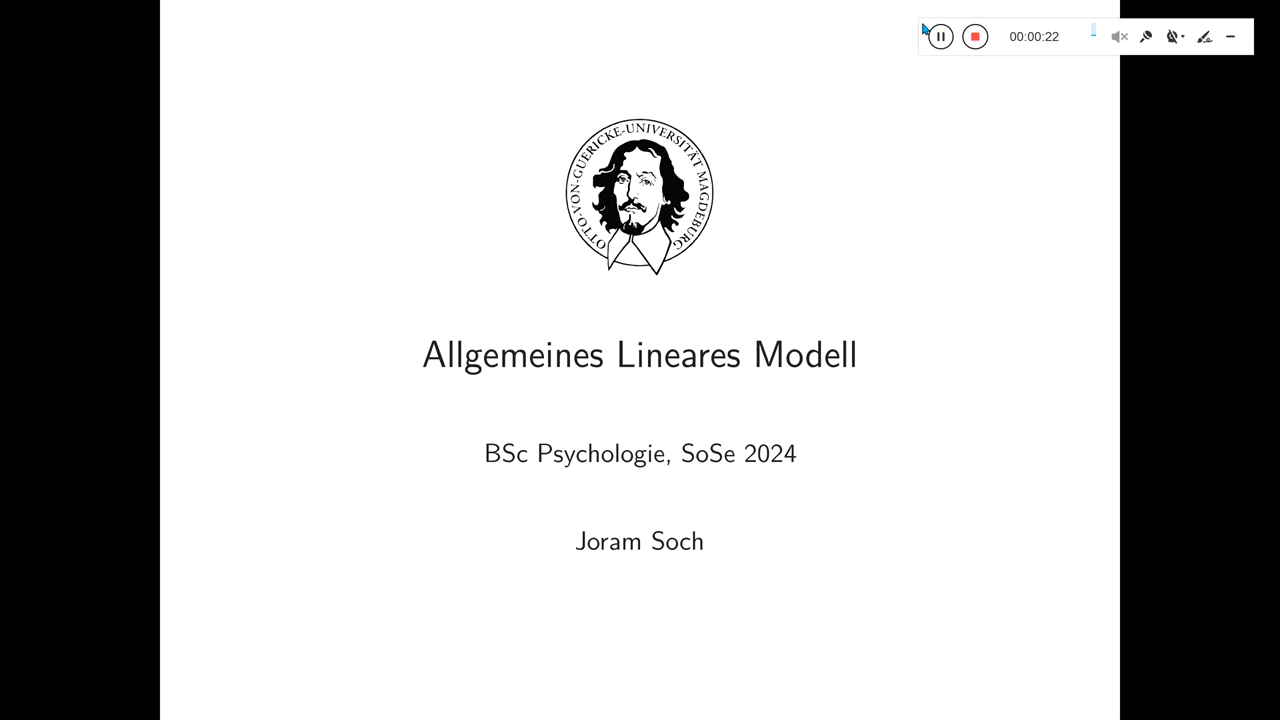 00:00:22
OTTO-VON-GUERICKE-UNIVERSITÄT MAGDEBURG
Allgemeines Lineares Modell
BSc Psychologie, SoSe 2024
Joram Soch